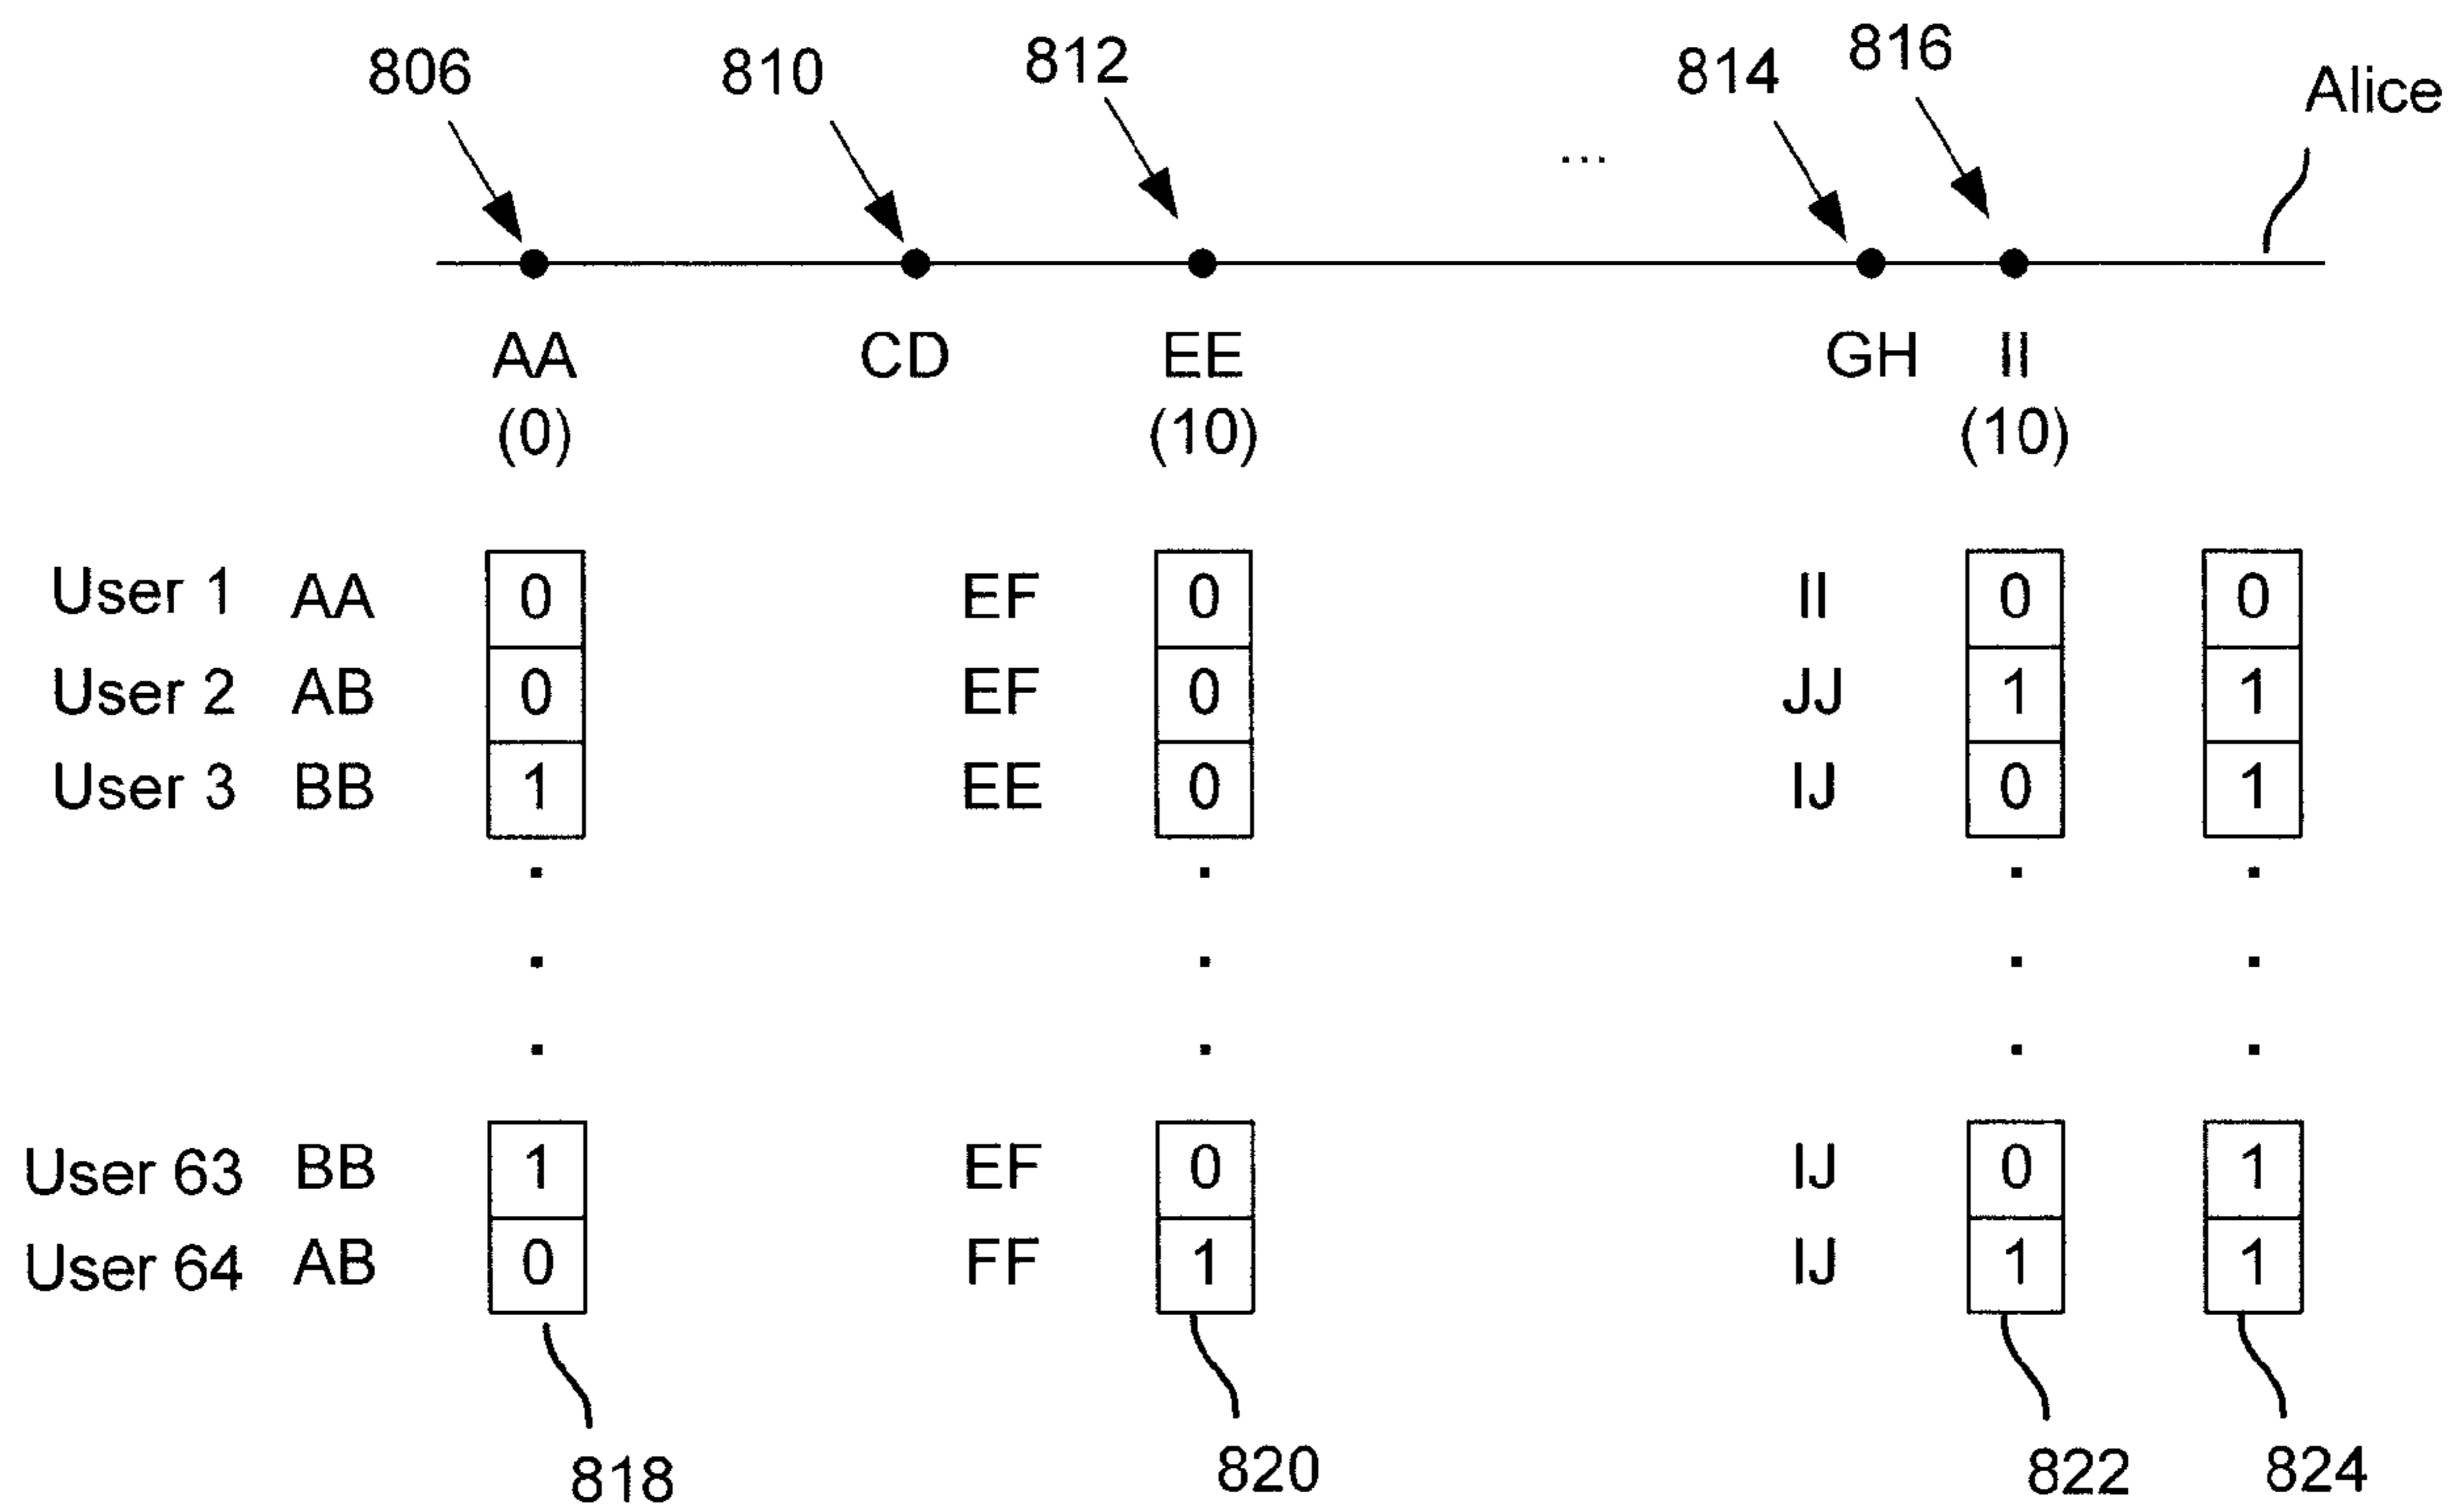 806 810 812 814 816 Alice
...
AA CD EE GH II
(0) (10) (10)
User 1 AA 0 EF 0 II 0 0
User 2 AB 0 EF 0 JJ 1 1
User 3 BB 1 EE 0 IJ 0 1
User 63 BB 1 EF 0 IJ 0 1
User 64 AB 0 FF 1 IJ 1 1
818 820 822 824